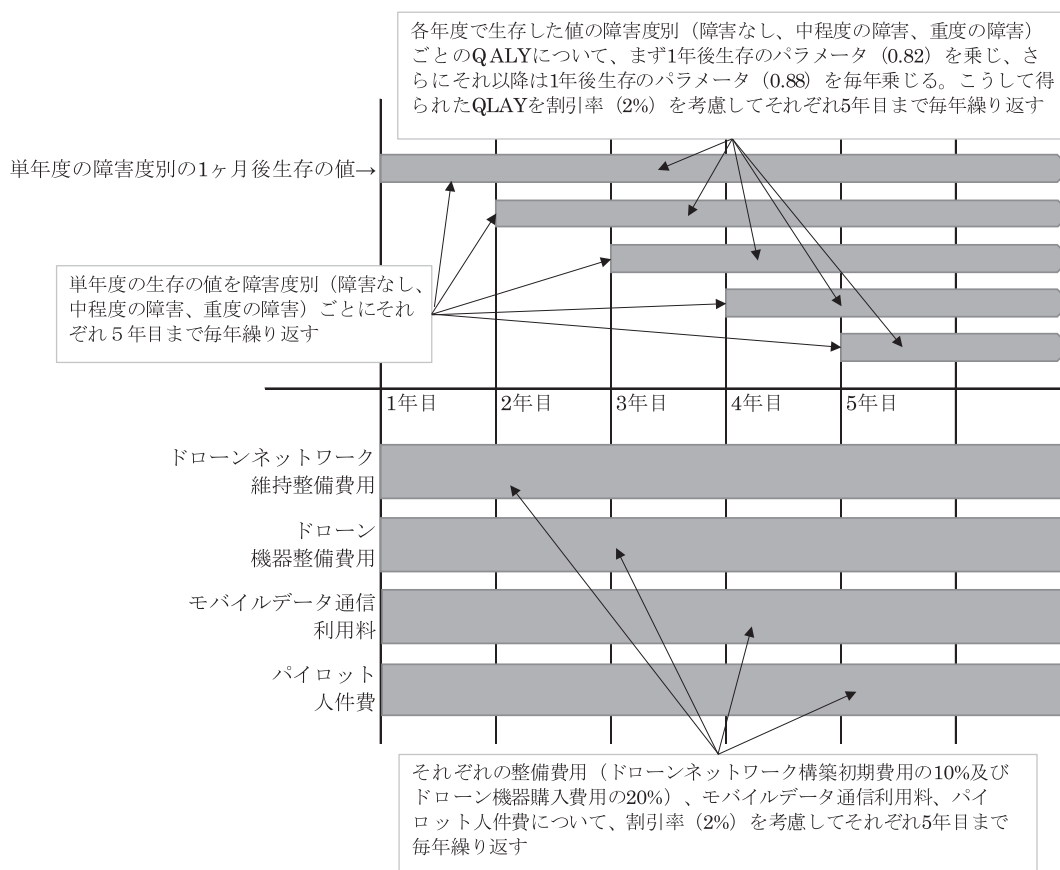 各年度で生存した値の障害度別（障害なし、中程度の障害、重度の障害）
ごとのQALYについて、まず1年後生存のパラメータ（0.82）を乗じ、さ
らにそれ以降は1年後生存のパラメータ（0.88）を毎年乗じる。こうして得
られたQLAYを割引率（2%）を考慮してそれぞれ5年目まで毎年繰り返す
単年度の障害度別の1ヶ月後生存の値→
単年度の生存の値を障害度別（障害なし、
中程度の障害、重度の障害）ごとにそれ
ぞれ５年目まで毎年繰り返す
1年目
2年目
3年目
4年目
5年目
ドローンネットワーク
維持整備費用
ドローン
機器整備費用
モバイルデータ通信
利用料
パイロット
人件費
それぞれの整備費用（ドローンネットワーク構築初期費用の10%及び
ドローン機器購入費用の20%）、モバイルデータ通信利用料、パイ
ロット人件費について、割引率（2%）を考慮してそれぞれ5年目まで
毎年繰り返す